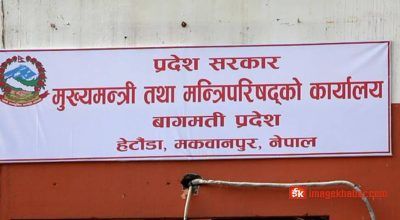 प्रदेश सरकार
मुख्यमन्त्री तथा मन्त्रिपरिषद्को कार्यालय
बागमती प्रदेश
हेटौंडा, मकवानपुर, नेपाल
imagekhabar.com